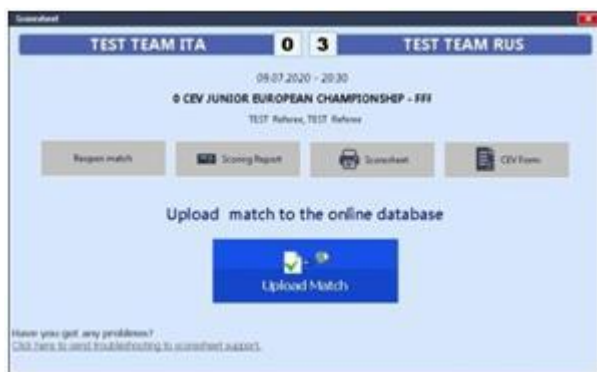 Scoresheet
TEST TEAM ITA 0 3 TEST TEAM RUS
09.07.2020 - 20:30
0 CEV JUNIOR EUROPEAN CHAMPIONSHIP - FFF
TEST Referee, TEST Referee
Reopen match Scoring Report Scoresheet CEV Form
Upload match to the online database
Upload Match
Have you got any problems?
Click here to send troubleshooting to scoresheet support.